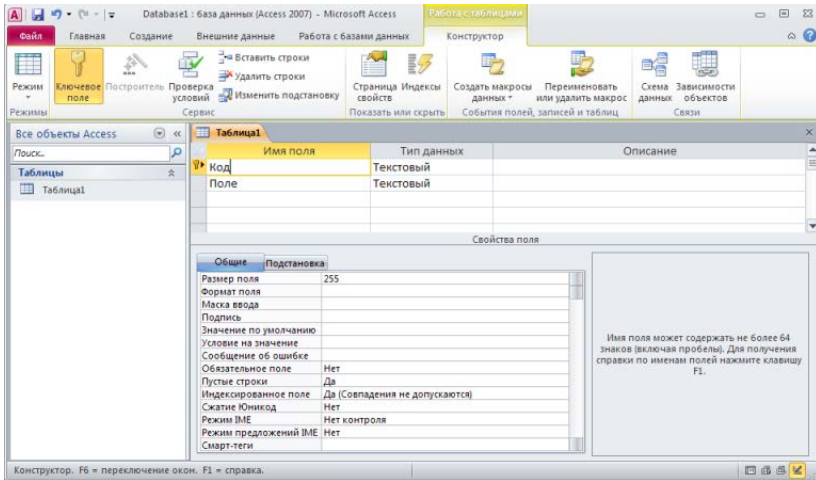 Database1 : база данных (Access 2007) - Microsoft Access
Работа с таблицами
Файл Главная Создание Внешние данные Работа с базами данных Конструктор
Режим
Ключевое поле
Построитель
Проверка условий
Вставить строки
Удалить строки
Изменить подстановку
Страница свойств
Индексы
Создать макросы данных
Переименовать или удалить макрос
Схема данных
Зависимости объектов
Режимы Сервис Показать или скрыть События полей, записей и таблиц Связи
Все объекты Access
Поиск...
Таблицы
Таблица1
Таблица1
Имя поля Тип данных Описание
Код Текстовый
Поле Текстовый
Свойства поля
Общие Подстановка
Размер поля 255
Формат поля
Маска ввода
Подпись
Значение по умолчанию
Условие на значение
Сообщение об ошибке
Обязательное поле Нет
Пустые строки Да
Индексированное поле Да (Совпадения не допускаются)
Сжатие Юникод Нет
Режим IME Нет контроля
Режим предложений IME Нет
Смарт-теги
Имя поля может содержать не более 64
знаков (включая пробелы). Для получения
справки по именам полей нажмите клавишу
F1.
Конструктор. F6 = переключение окон. F1 = справка.